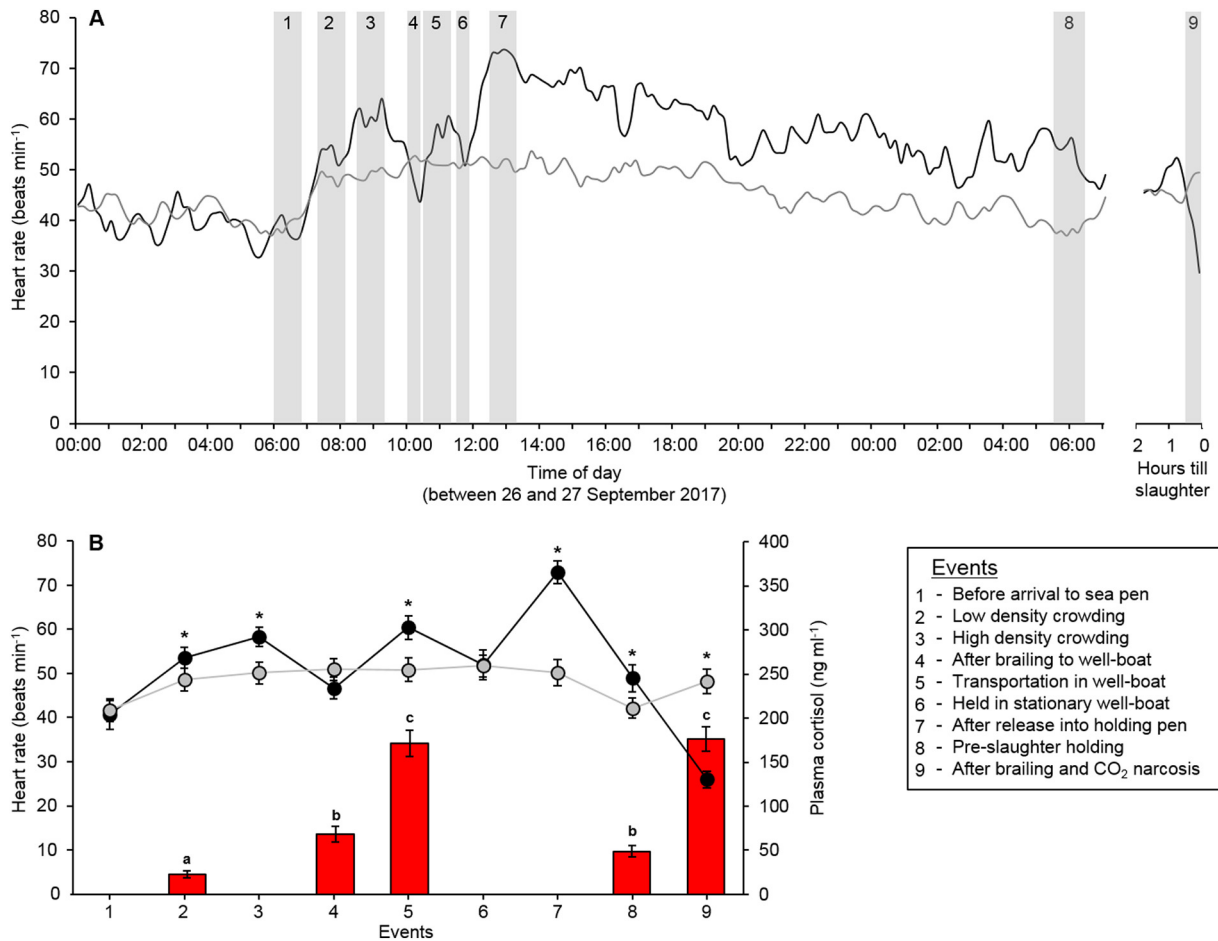 A
1 2 3 4 5 6 7 8 9
80
70
60
50
40
30
20
10
0
Heart rate (beats min-1)
00:00 02:00 04:00 06:00 08:00 10:00 12:00 14:00 16:00 18:00 20:00 22:00 00:00 02:00 04:00 06:00
2 1 0
Time of day
(between 26 and 27 September 2017)
Hours till
slaughter
B
80
70
60
50
40
30
20
10
0
Heart rate (beats min-1)
* * * * * *
a b c b c
400
350
300
250
200
150
100
50
0
Plasma cortisol (ng ml-1)
1 2 3 4 5 6 7 8 9
Events
Events
1 - Before arrival to sea pen
2 - Low density crowding
3 - High density crowding
4 - After brailing to well-boat
5 - Transportation in well-boat
6 - Held in stationary well-boat
7 - After release into holding pen
8 - Pre-slaughter holding
9 - After brailing and CO2 narcosis